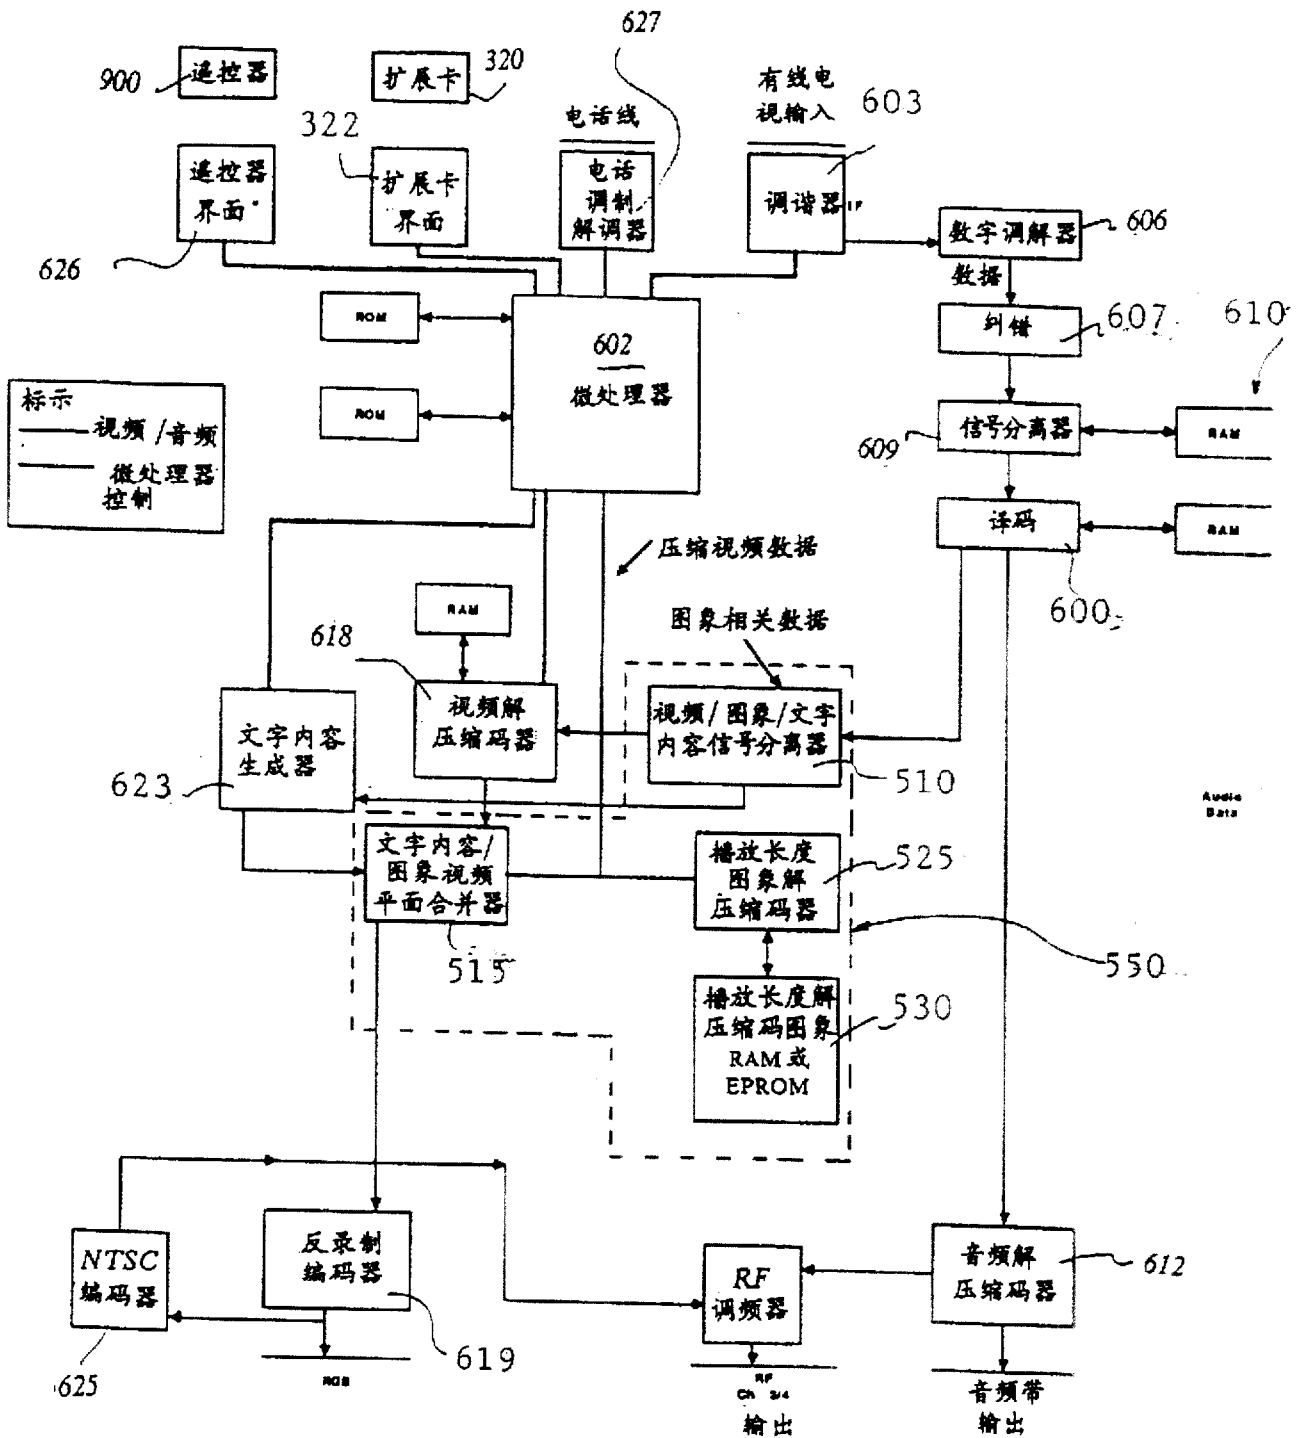 627
900
遥控器
扩展卡
320
有线电
视输入
603
电话线
322
遥控器
界面
扩展卡
界面
电话
调制
解调器
调谐器
IF
数字调解器
606
626
数据
ROM
602
微处理器
纠错
607
610
标示
视频/音频
微处理器
控制
ROM
信号分离器
609
RAM
译码
RAM
压缩视频数据
600
RAM
图象相关数据
618
视频解
压缩码器
视频/图象/文字
内容信号分离器
文字内容
生成器
623
510
Audio
Data
文字内容/
图象视频
平面合并器
播放长度
图象解
压缩码器
525
515
550
播放长度解
压缩码图象
RAM或
EPROM
530
NTSC
编码器
反录制
编码器
RF
调频器
音频解
压缩码器
612
619
625
RGB
RF
Ch 3/4
输出
音频带
输出